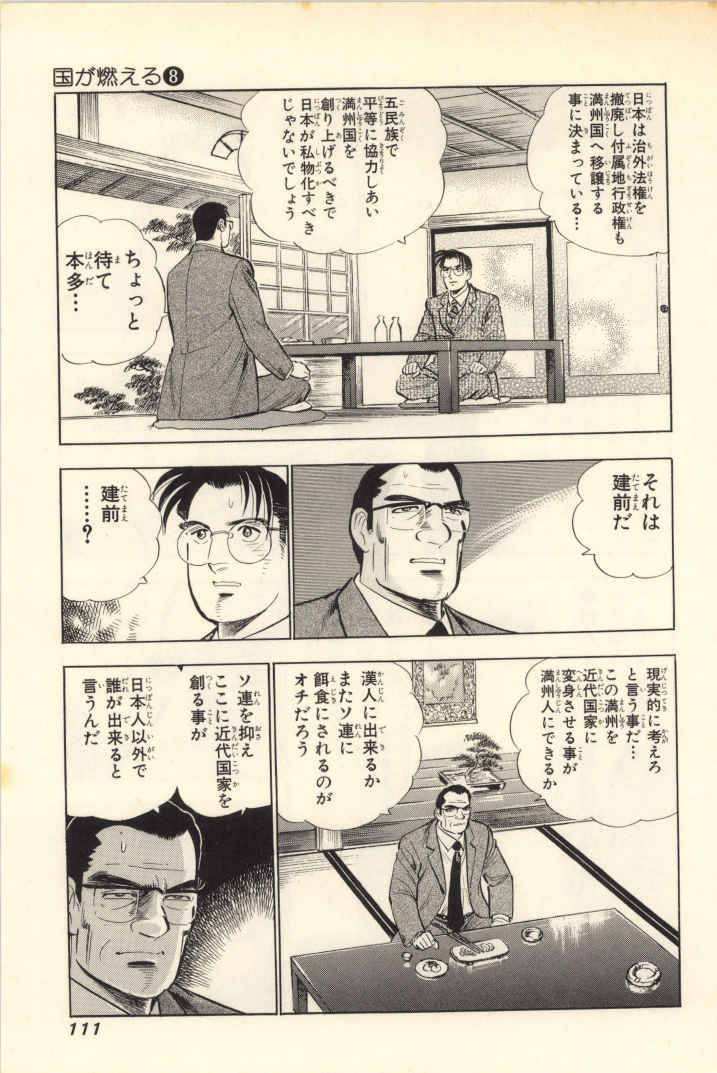 国が燃える❽
日本は治外法権を
撤廃し付属地行政権も
満州国へ移譲する
事に決まっている…
五民族で
平等に協力しあい
満州国を
創り上げるべきで
日本が私物化すべき
じゃないでしょう
ちょっと
待て
本多…
それは
建前だ
建前
……?
現実的に考えろ
と言う事だ…
この満州を
近代国家に
変身させる事が
満州人にできるか
漢人に出来るか
またソ連に
餌食にされるのが
オチだろう
ソ連を抑え
ここに近代国家を
創る事が
日本人以外で
誰が出来ると
言うんだ
111